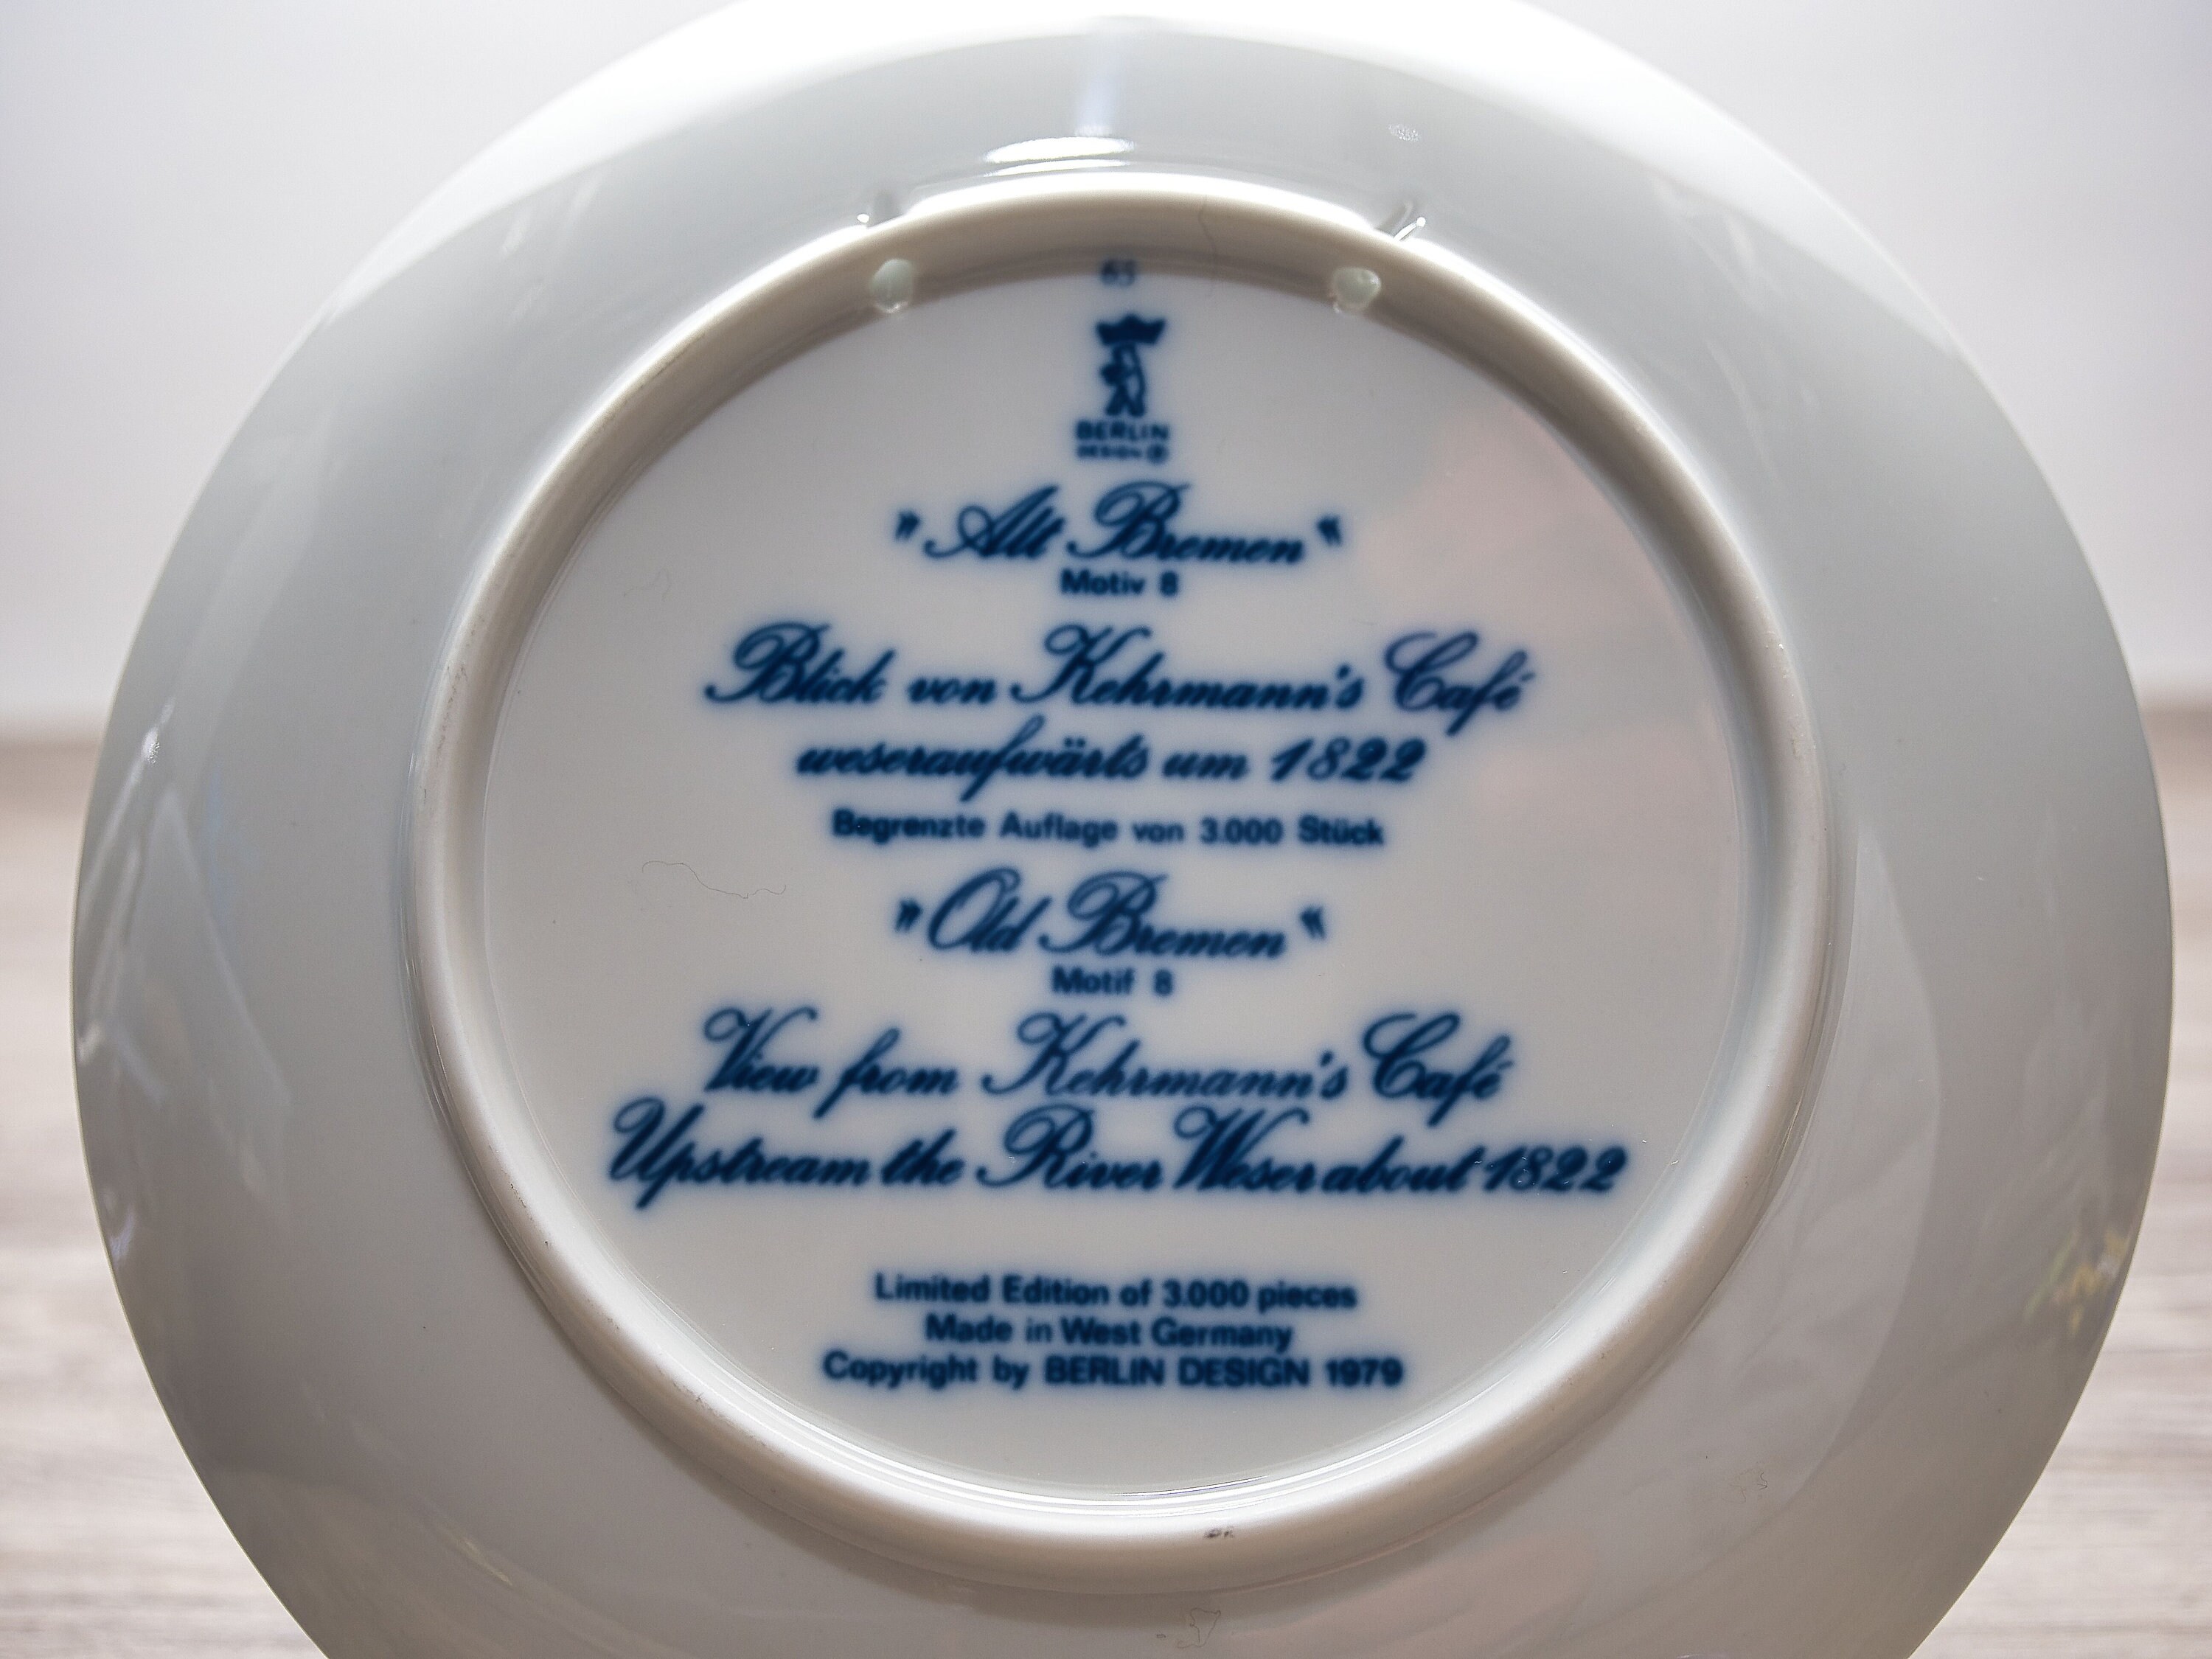 65
BERLIN
DESIGN ®
"Alt Bremen"
Motiv 8
Blick von Kehrmann's Café
weseraufwärts um 1822
Begrenzte Auflage von 3.000 Stück
"Old Bremen"
Motif 8
View from Kehrmann's Café
Upstream the River Weser about 1822
Limited Edition of 3.000 pieces
Made in West Germany
Copyright by BERLIN DESIGN 1979